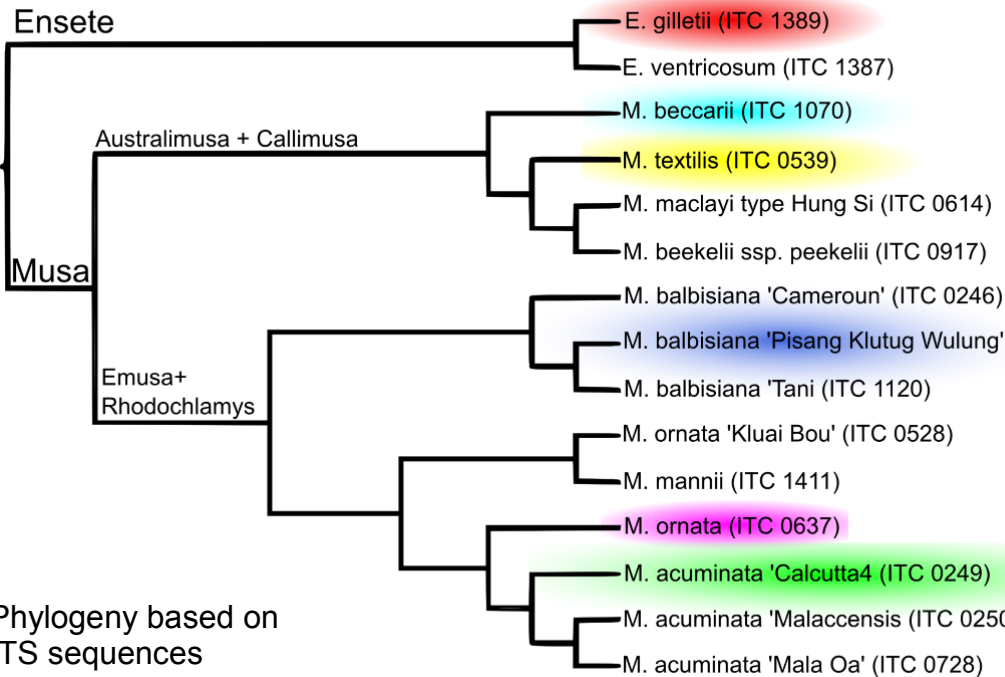 Ensete
E. gilletii (ITC 1389)
E. ventricosum (ITC 1387)
M. beccarii (ITC 1070)
Australimusa + Callimusa
M. textilis (ITC 0539)
M. maclayi type Hung Si (ITC 0614)
M. beekelii ssp. peekelii (ITC 0917)
Musa
M. balbisiana 'Cameroun' (ITC 0246)
M. balbisiana 'Pisang Klutug Wulung'
Emusa+
Rhodochlamys
M. balbisiana 'Tani (ITC 1120)
M. ornata 'Kluai Bou' (ITC 0528)
M. mannii (ITC 1411)
M. ornata (ITC 0637)
M. acuminata 'Calcutta4 (ITC 0249)
M. acuminata 'Malaccensis (ITC 0250
M. acuminata 'Mala Oa' (ITC 0728)
Phylogeny based on
TS sequences